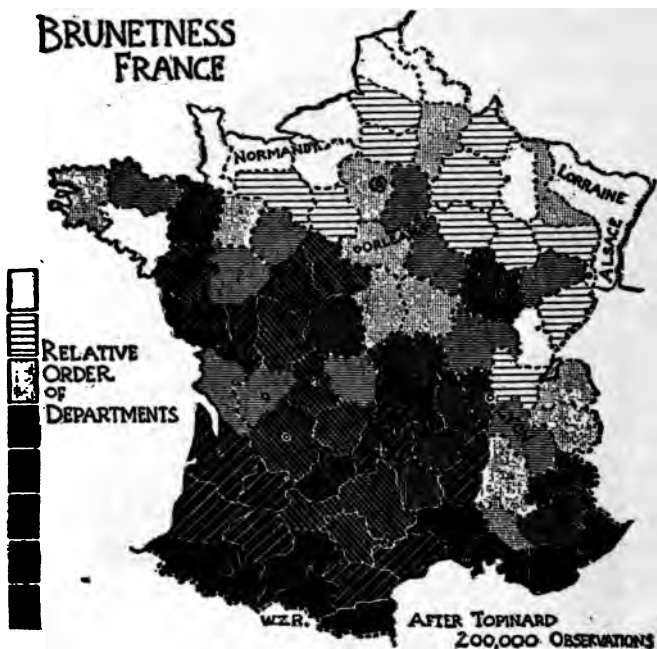 BRUNETNESS
FRANCE
NORMANDY
LORRAINE
ALSACE
ORLEANS
RELATIVE
ORDER
OF
DEPARTMENTS
W.Z.R.
AFTER TOPINARD
200,000 OBSERVATIONS